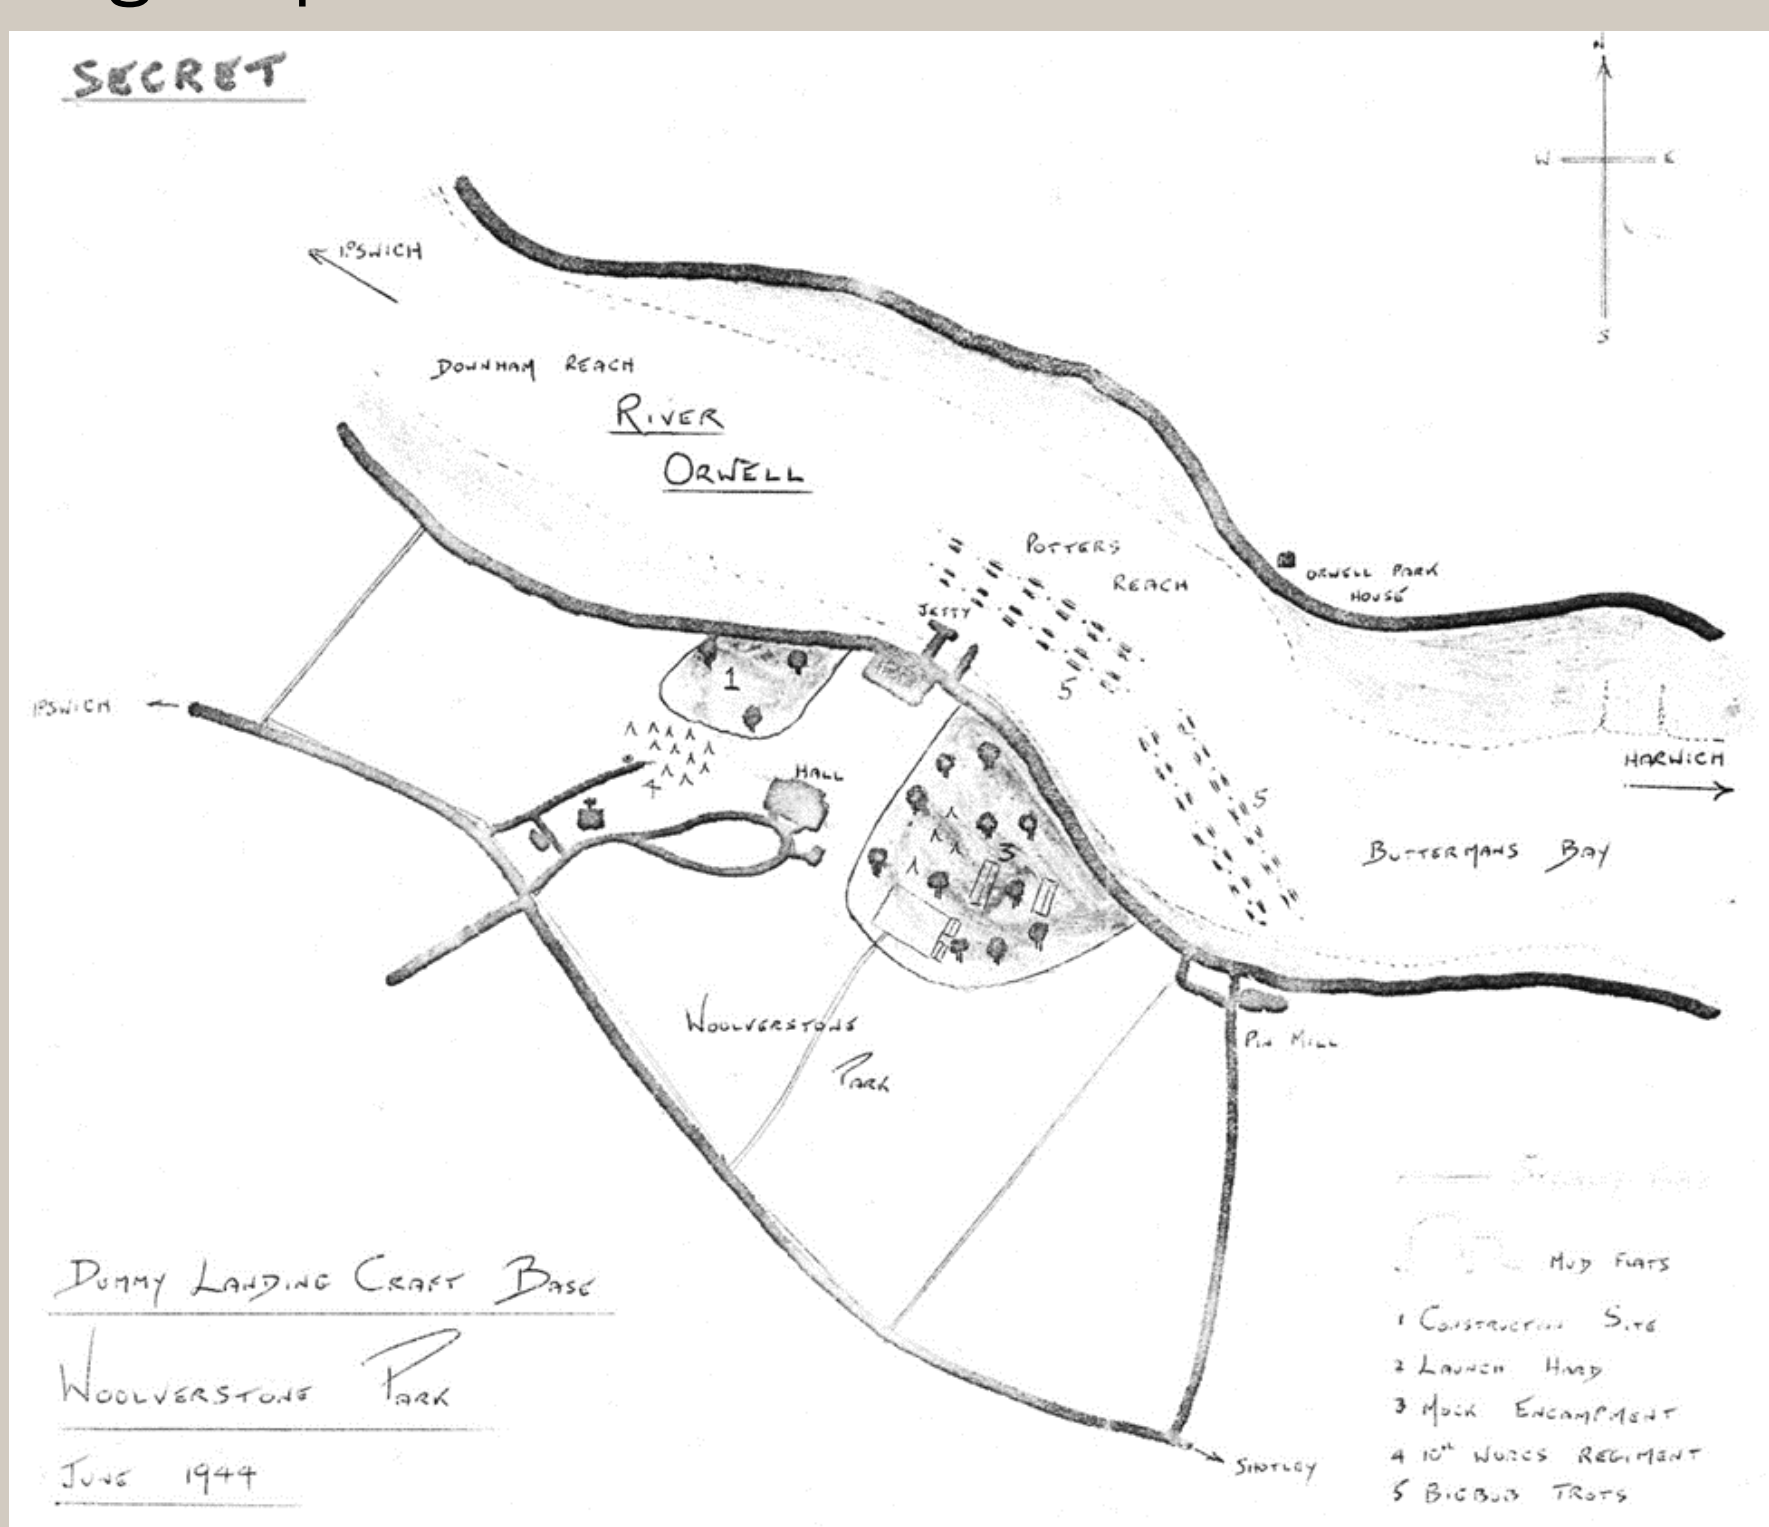 SECRET
N
W E
S
IPSWICH
DOWNHAM REACH
RIVER
ORWELL
POTTERS
REACH
JETTY
ORWELL PARK
HOUSE
1
5
IPSWICH
HALL
HARWICH
5
3
BUTTERMANS BAY
4
WOOLVERSTONE
PARK
PIN MILL
MUD FLATS
DUMMY LANDING CRAFT BASE
WOOLVERSTONE PARK
JUNE 1944
1 CONSTRUCTION SITE
2 LAUNCH HARD
3 MOCK ENCAMPMENT
4 10th WORCS REGIMENT
5 BIGBOB TROTS
SHOTLEY